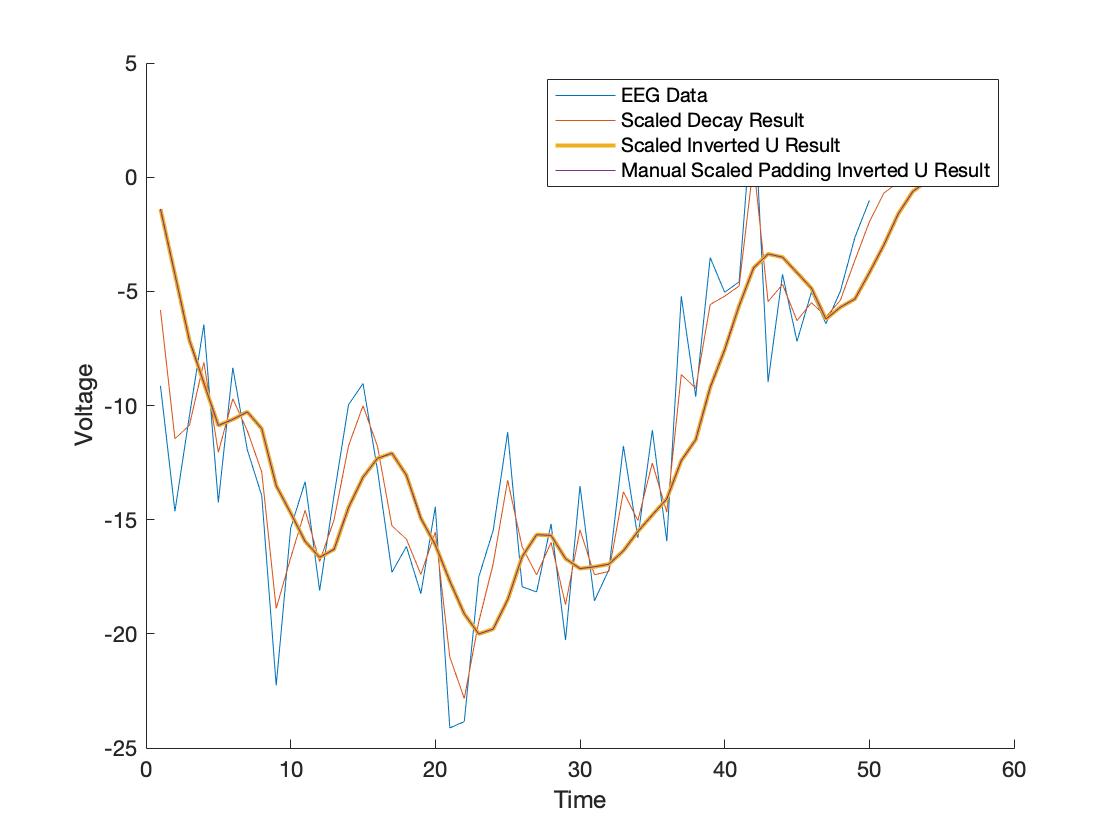 5
0
-5
-10
-15
-20
-25
Voltage
EEG Data
Scaled Decay Result
Scaled Inverted U Result
Manual Scaled Padding Inverted U Result
0 10 20 30 40 50 60
Time